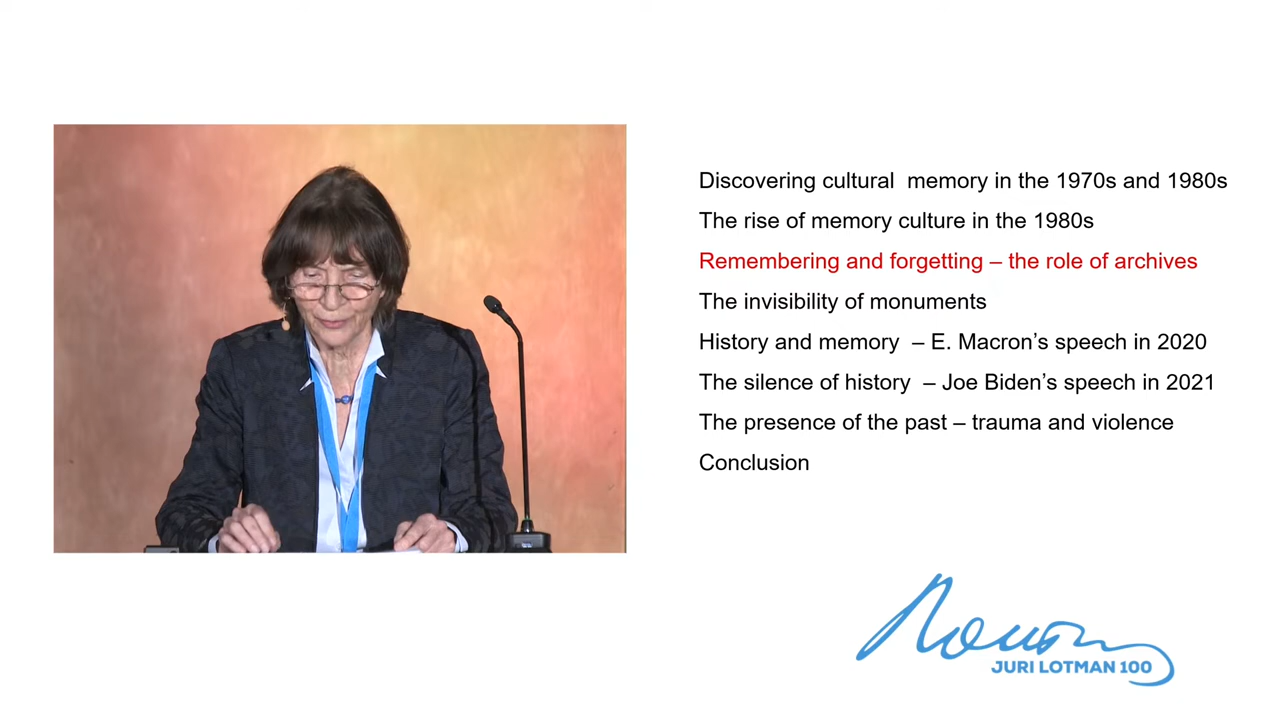 Discovering cultural  memory in the 1970s and 1980s
The rise of memory culture in the 1980s
Remembering and forgetting – the role of archives
The invisibility of monuments
History and memory  – E. Macron's speech in 2020
The silence of history  – Joe Biden's speech in 2021
The presence of the past – trauma and violence
Conclusion
JURI LOTMAN 100